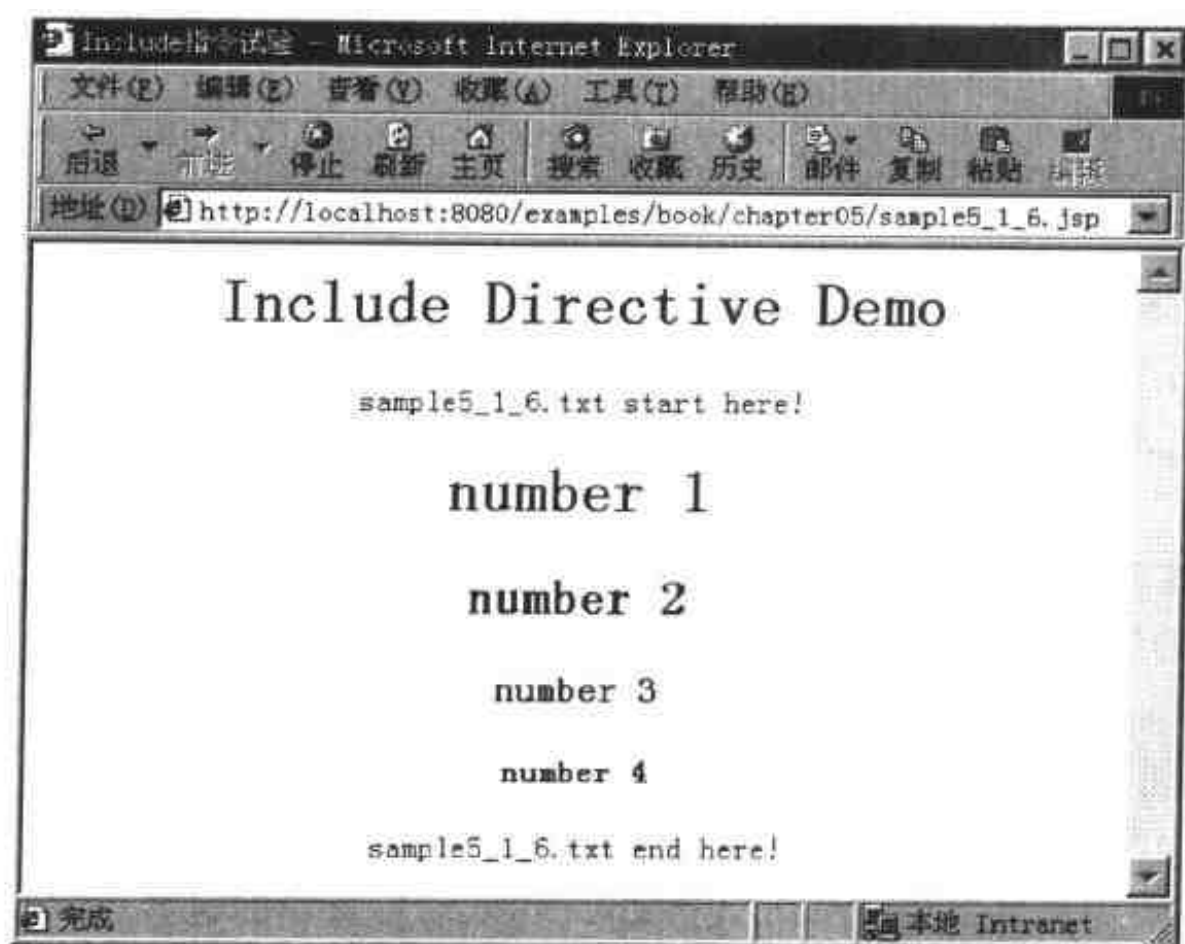 Include指令试验 - Microsoft Internet Explorer
文件(F) 编辑(E) 查看(V) 收藏(A) 工具(T) 帮助(H)
后退 前进 停止 刷新 主页 搜索 收藏 历史 邮件 复制 粘贴 编辑
地址(D) http://localhost:8080/examples/book/chapter05/sample5_1_6.jsp
Include Directive Demo
sample5_1_6.txt start here!
number 1
number 2
number 3
number 4
sample5_1_6.txt end here!
完成 本地 Intranet